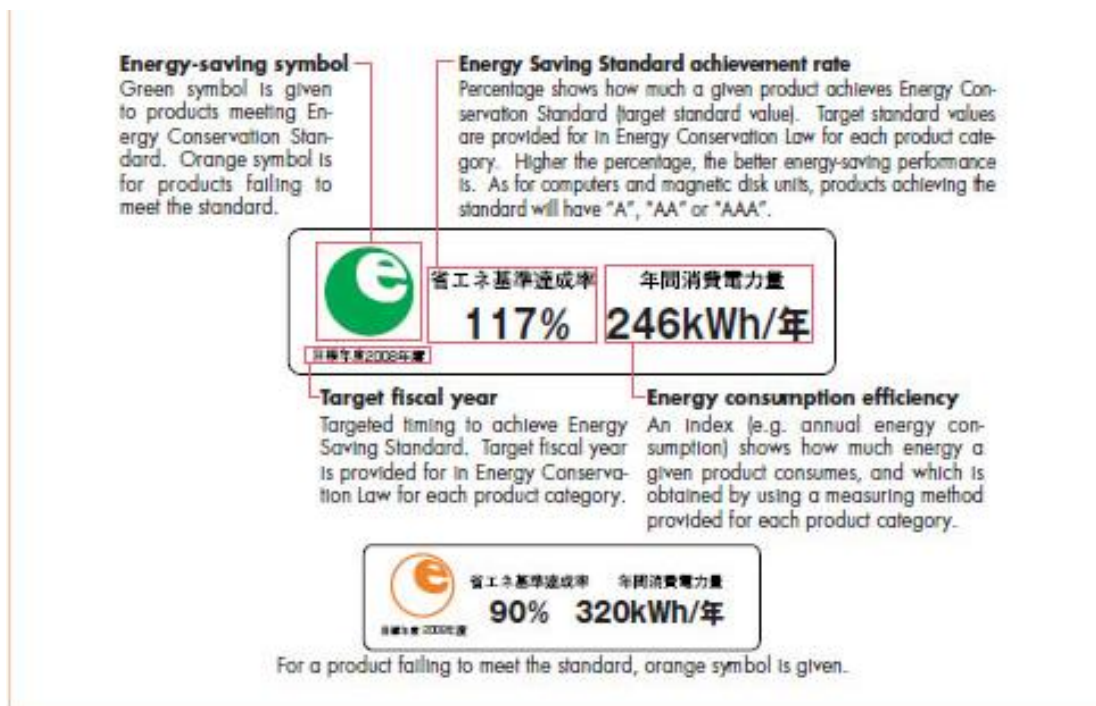 Energy-saving symbol
Green symbol is given
to products meeting En-
ergy Conservation Stan-
dard. Orange symbol is
for products failing to
meet the standard.
Energy Saving Standard achievement rate
Percentage shows how much a given product achieves Energy Con-
servation Standard (target standard value). Target standard values
are provided for in Energy Conservation Law for each product cate-
gory. Higher the percentage, the better energy-saving performance
is. As for computers and magnetic disk units, products achieving the
standard will have "A", "AA" or "AAA".
e
省エネ基準達成率
117%
年間消費電力量
246kWh/年
目標年度2008年度
Target fiscal year
Targeted timing to achieve Energy
Saving Standard. Target fiscal year
is provided for in Energy Conserva-
tion Law for each product category.
Energy consumption efficiency
An index (e.g. annual energy con-
sumption) shows how much energy a
given product consumes, and which is
obtained by using a measuring method
provided for each product category.
e
省エネ基準達成率
90%
年間消費電力量
320kWh/年
目標年度 2008年度
For a product failing to meet the standard, orange symbol is given.